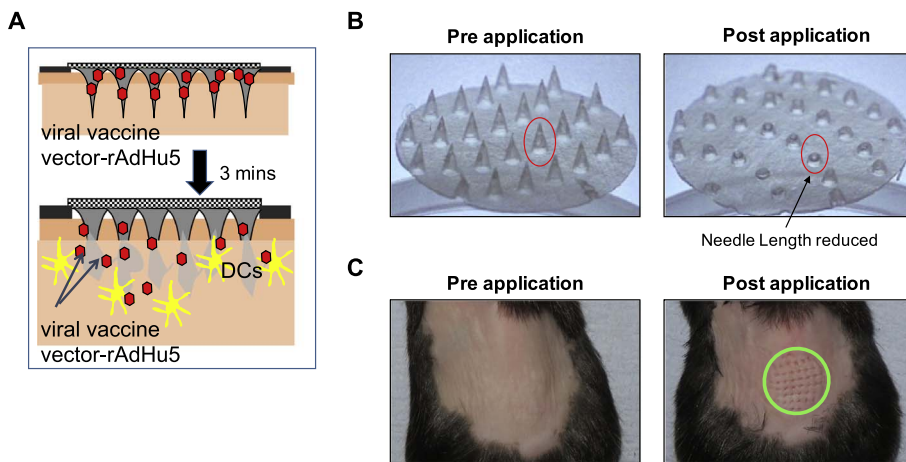 A
viral vaccine
vector-rAdHu5
3 mins
DCs
viral vaccine
vector-rAdHu5
B
Pre application
Post application
Needle Length reduced
C
Pre application
Post application